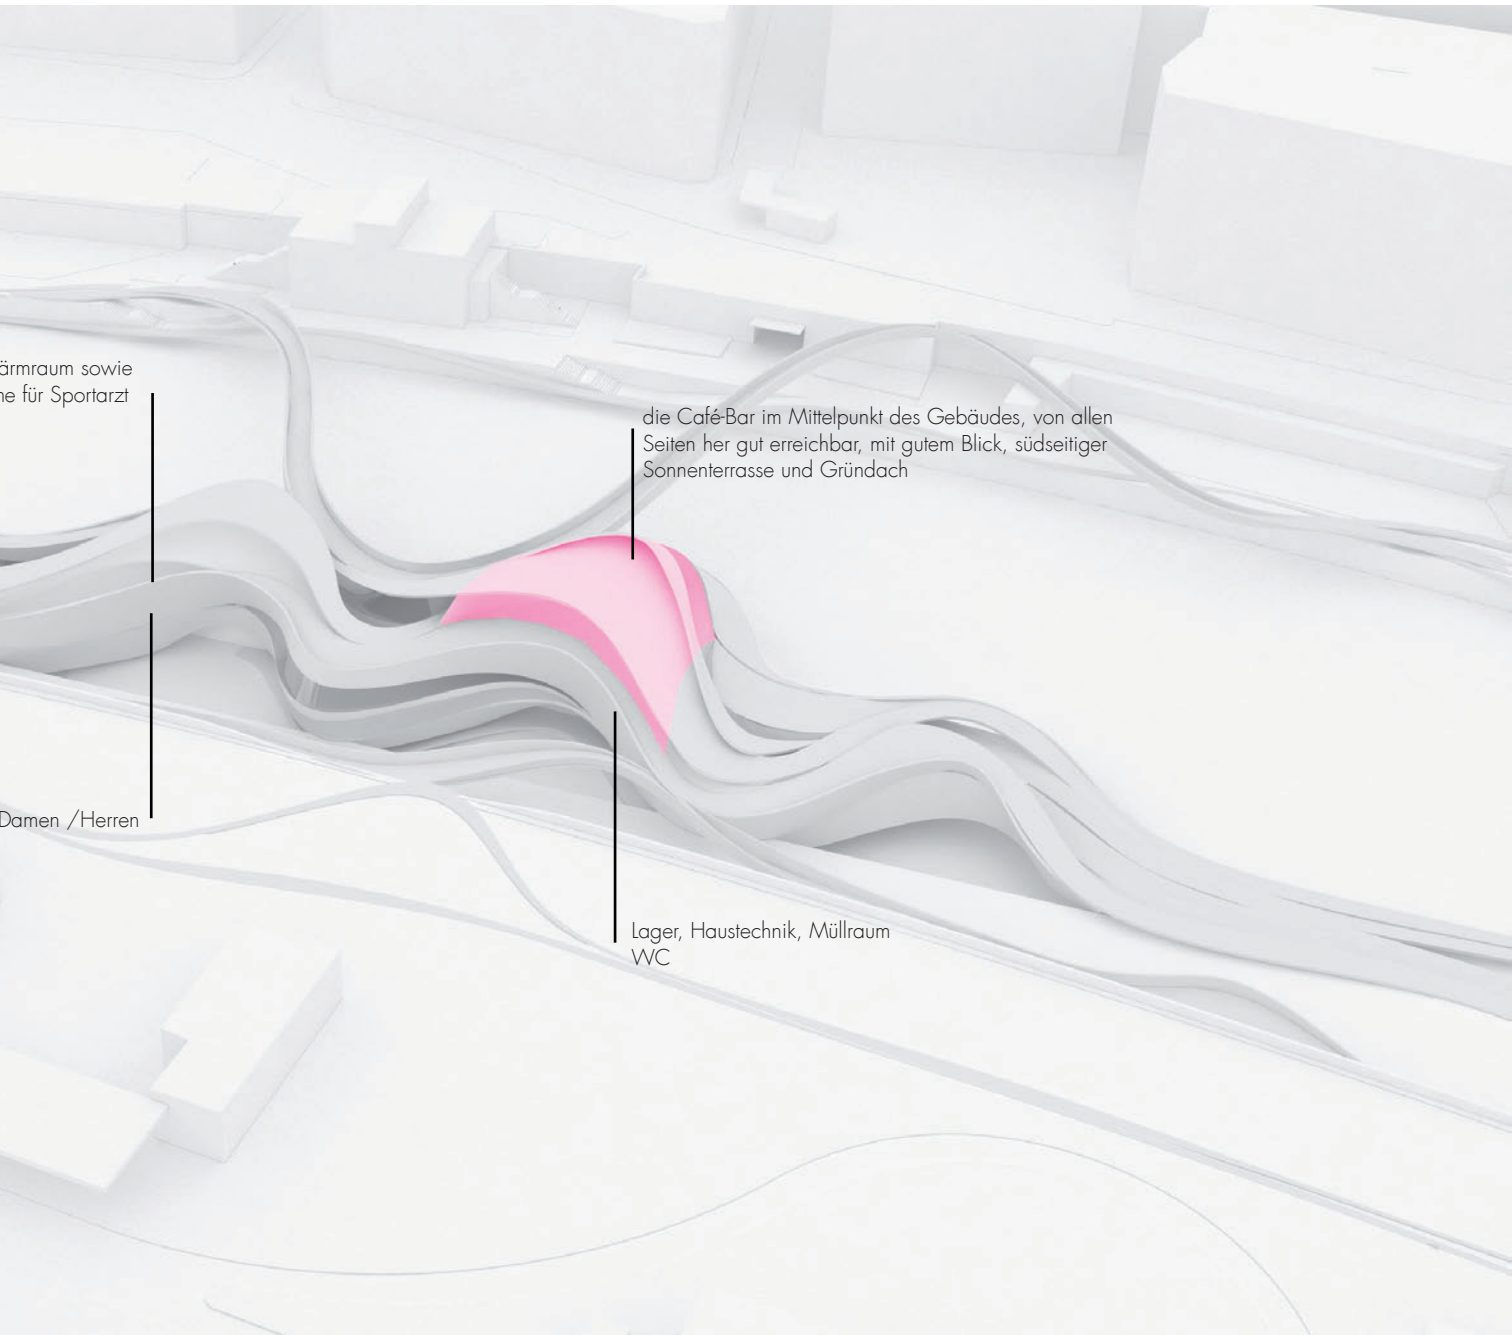 ärmraum sowie
ne für Sportarzt
die Café-Bar im Mittelpunkt des Gebäudes, von allen
Seiten her gut erreichbar, mit gutem Blick, südseitiger
Sonnenterrasse und Gründach
Damen /Herren
Lager, Haustechnik, Müllraum
WC